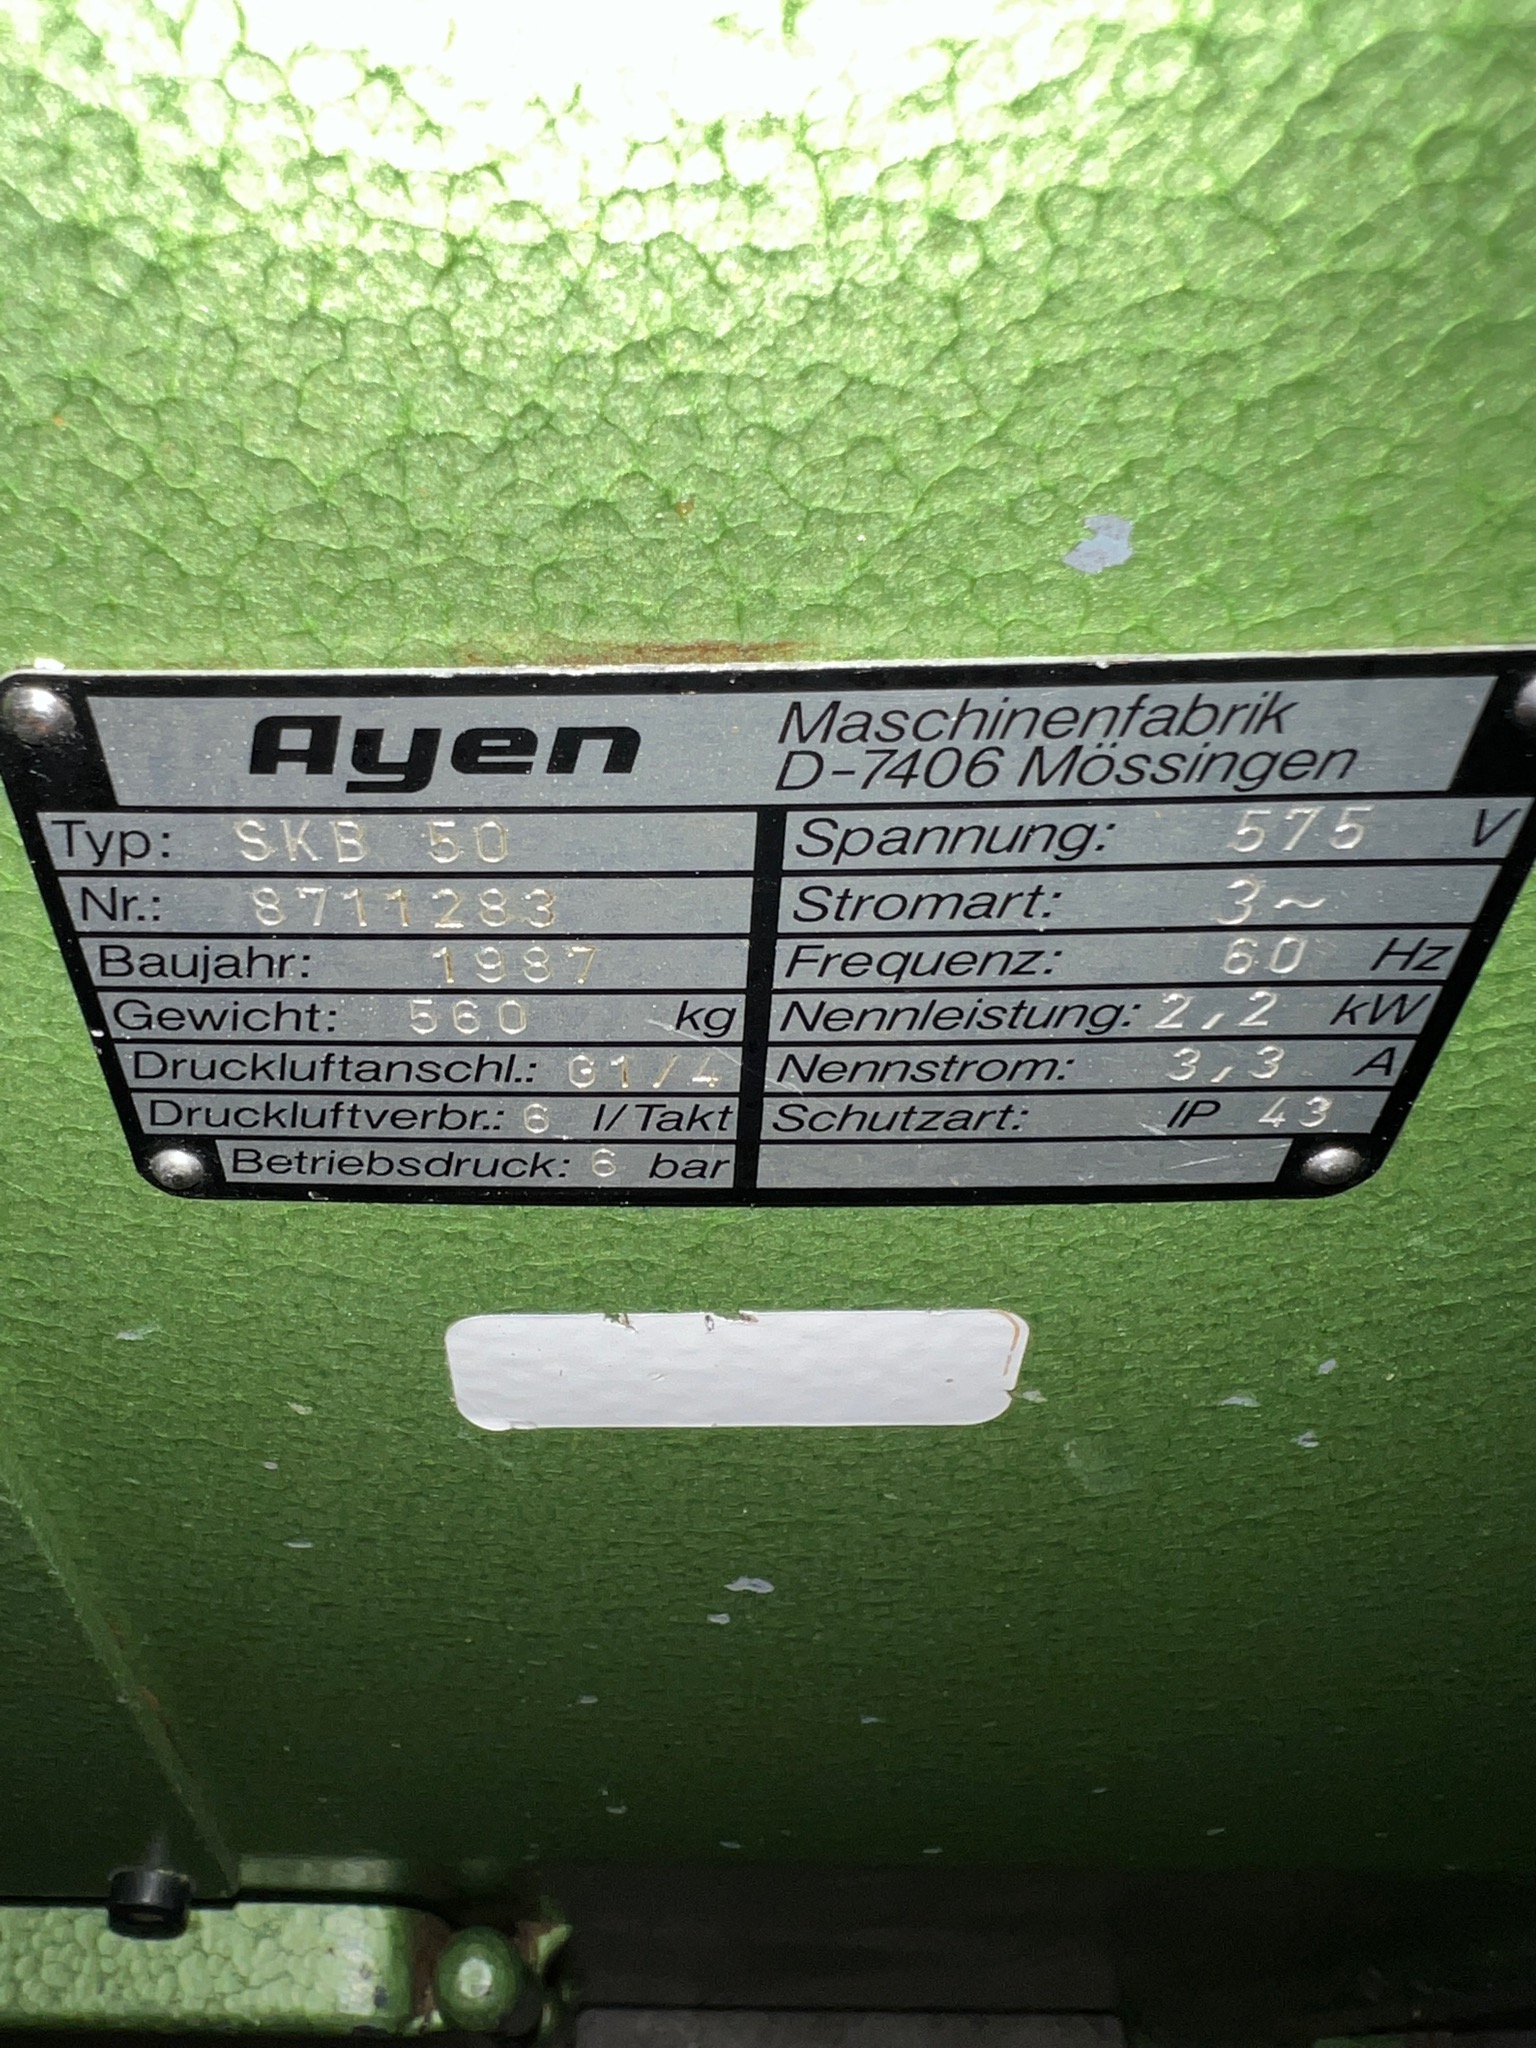 Ayen
Maschinenfabrik
D-7406 Mössingen
Typ: SKB 50
Nr.: 8711283
Baujahr: 1987
Gewicht: 560 kg
Druckluftanschl.: G1/4
Druckluftverbr.: 6 l/Takt
Betriebsdruck: 6 bar
Spannung: 575 V
Stromart: 3~
Frequenz: 60 Hz
Nennleistung: 2,2 kW
Nennstrom: 3,3 A
Schutzart: IP 43